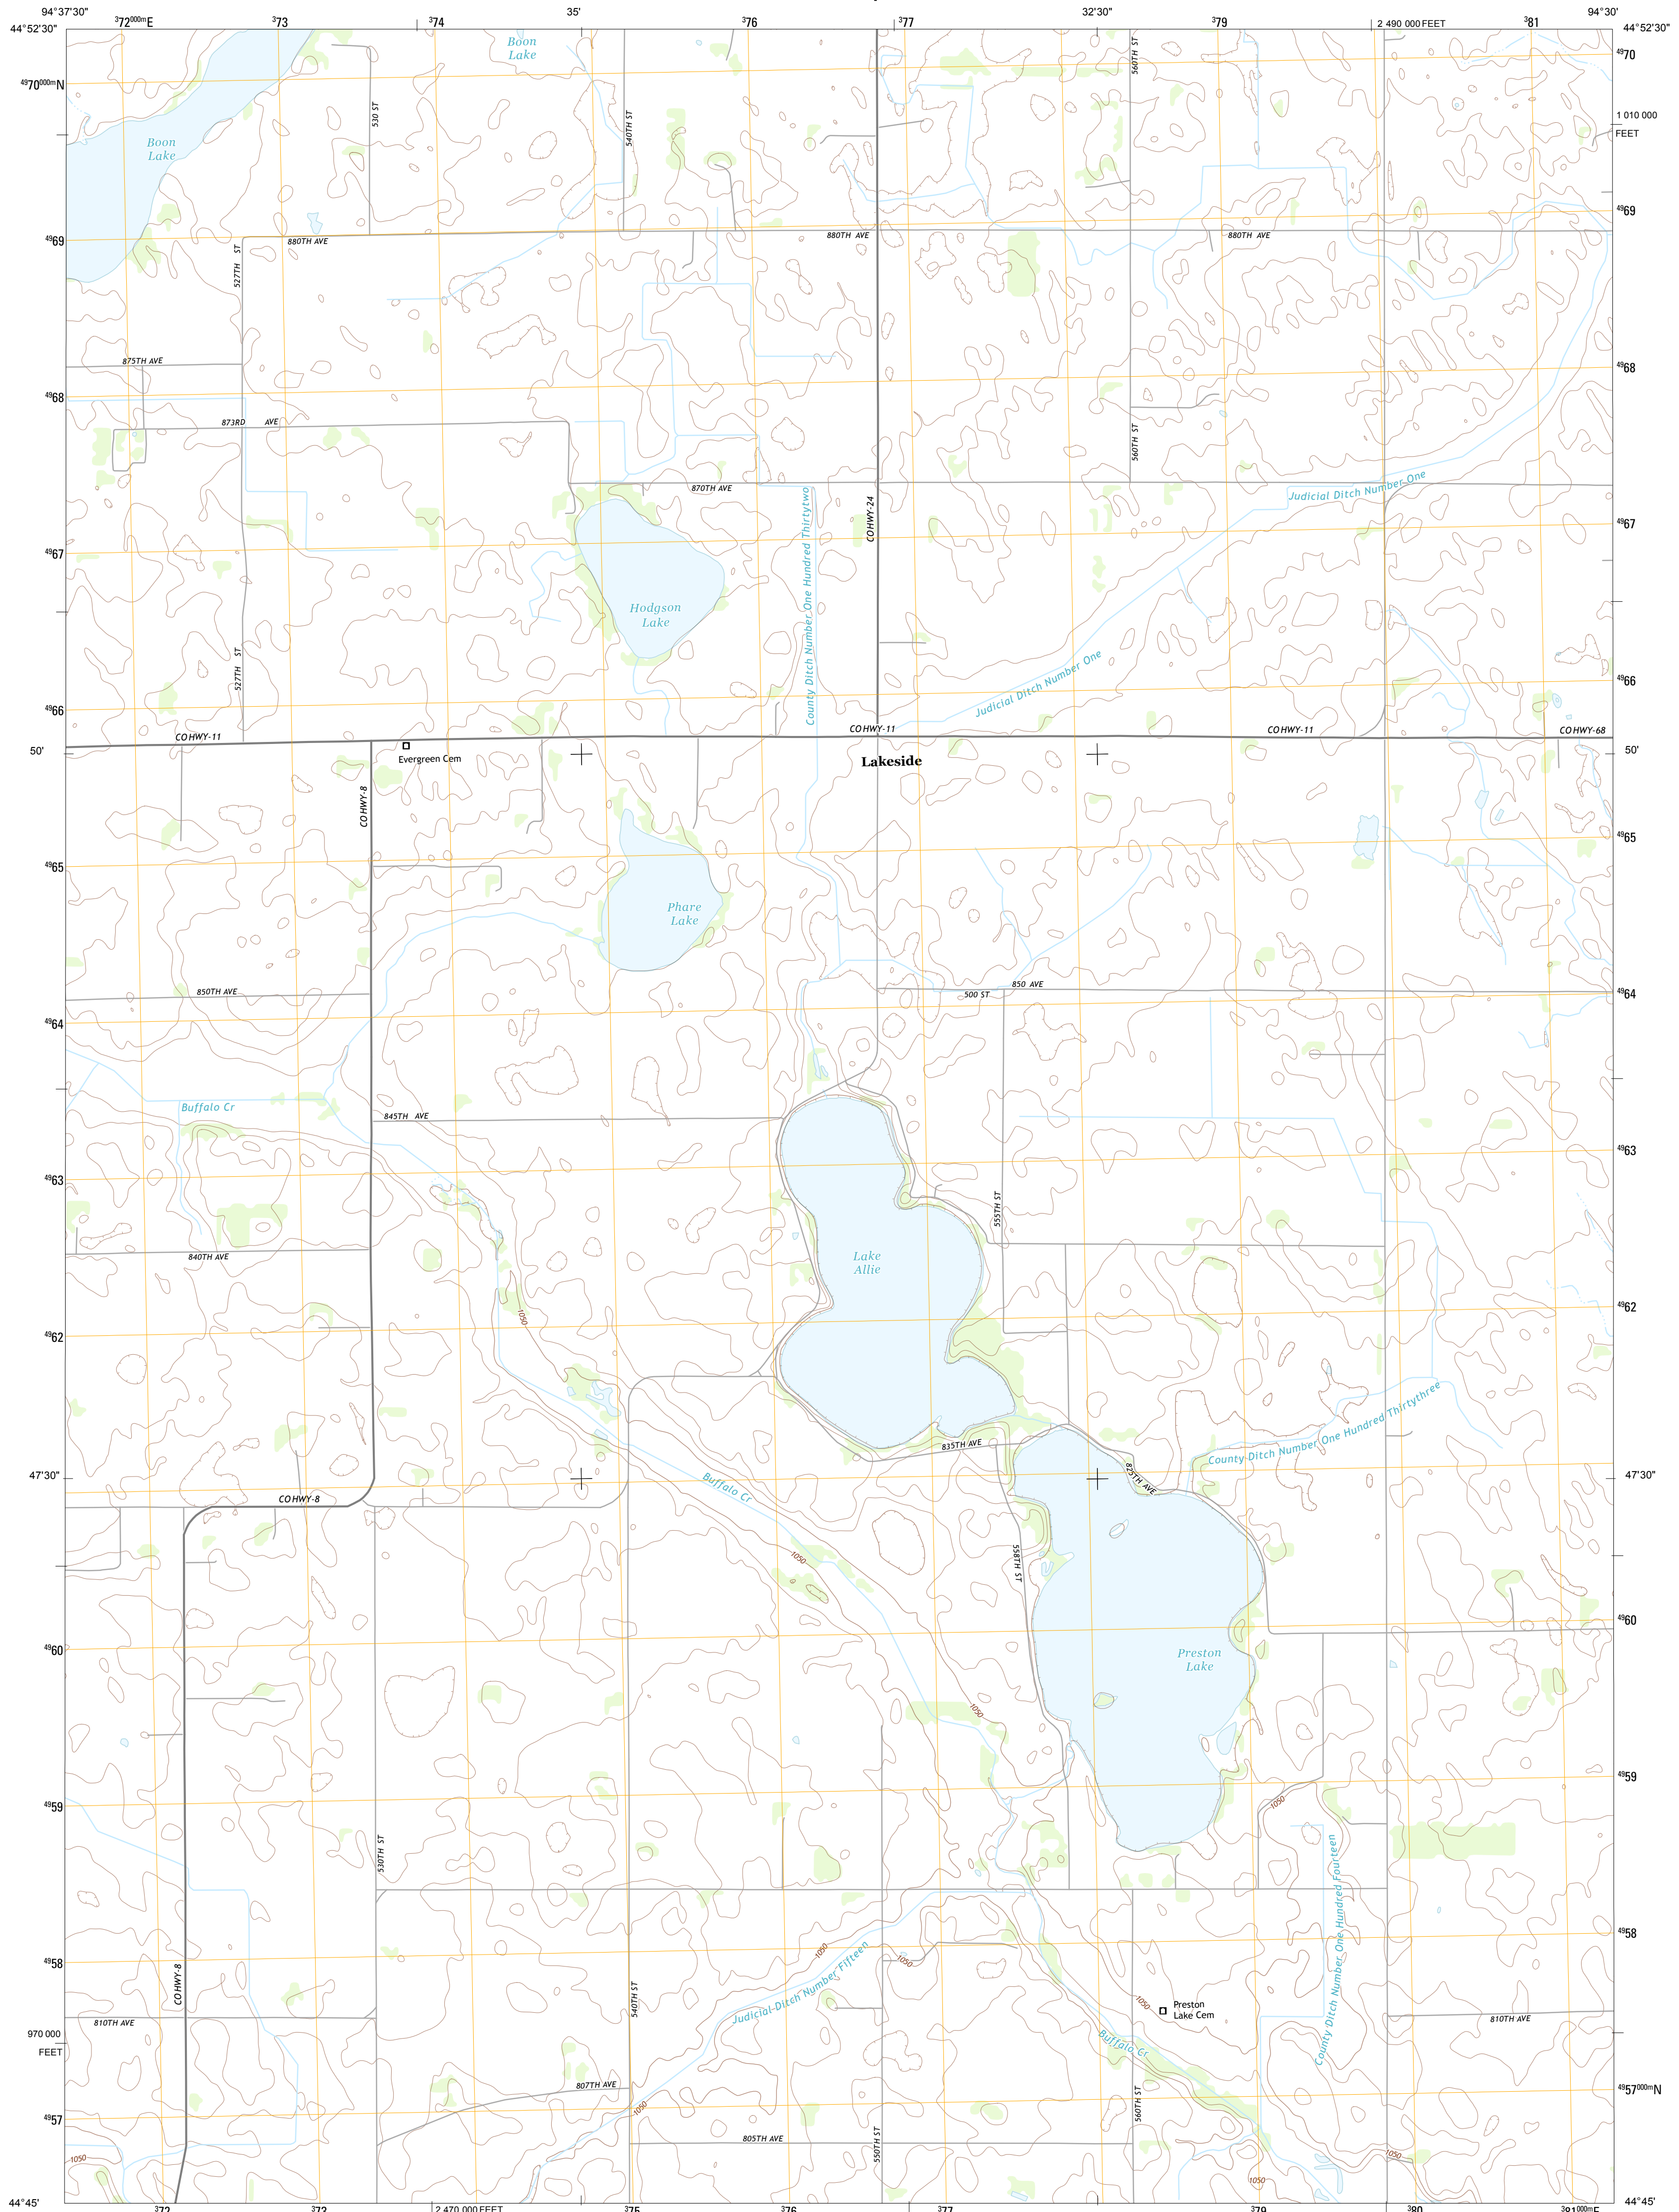 94°37'30"
³72⁰⁰⁰ᵐE
³73
³74
35'
³76
³77
32'30"
³79
2 490 000 FEET
³81
94°30'
44°52'30"
44°52'30"
Boon
Lake
560TH ST
⁴⁹70
⁴⁹70⁰⁰⁰ᵐN
530 ST
540TH ST
1 010 000
FEET
Boon
Lake
⁴⁹69
⁴⁹69
880TH AVE
880TH AVE
880TH AVE
527TH ST
875TH AVE
⁴⁹68
⁴⁹68
873RD AVE
560TH ST
870TH AVE
Judicial Ditch Number One
CO HWY-24
County Ditch Number One Hundred Thirtytwo
⁴⁹67
⁴⁹67
Hodgson
Lake
527TH ST
Judicial Ditch Number One
⁴⁹66
⁴⁹66
CO HWY-11
CO HWY-11
CO HWY-11
CO HWY-68
50'
50'
Evergreen Cem
Lakeside
CO HWY-8
⁴⁹65
⁴⁹65
Phare
Lake
850TH AVE
850 AVE
500 ST
⁴⁹64
⁴⁹64
Buffalo Cr
845TH AVE
⁴⁹63
⁴⁹63
555TH ST
840TH AVE
Lake
Allie
1050
⁴⁹62
⁴⁹62
County Ditch Number One Hundred Thirtythree
835TH AVE
825TH AVE
47'30"
47'30"
Buffalo Cr
CO HWY-8
1050
558TH ST
⁴⁹60
⁴⁹60
Preston
Lake
1050
⁴⁹59
⁴⁹59
1050
530TH ST
County Ditch Number One Hundred Fourteen
⁴⁹58
⁴⁹58
1050
1050
CO HWY-8
Judicial Ditch Number Fifteen
540TH ST
1050
Preston
Lake Cem
810TH AVE
810TH AVE
970 000
FEET
Buffalo Cr
807TH AVE
1050
560TH ST
⁴⁹57⁰⁰⁰ᵐN
⁴⁹57
805TH AVE
550TH ST
1050
1050
1050
44°45'
44°45'
³72
³73
2 470 000 FEET
³75
³76
³77
³79
³80
³81⁰⁰⁰ᵐE